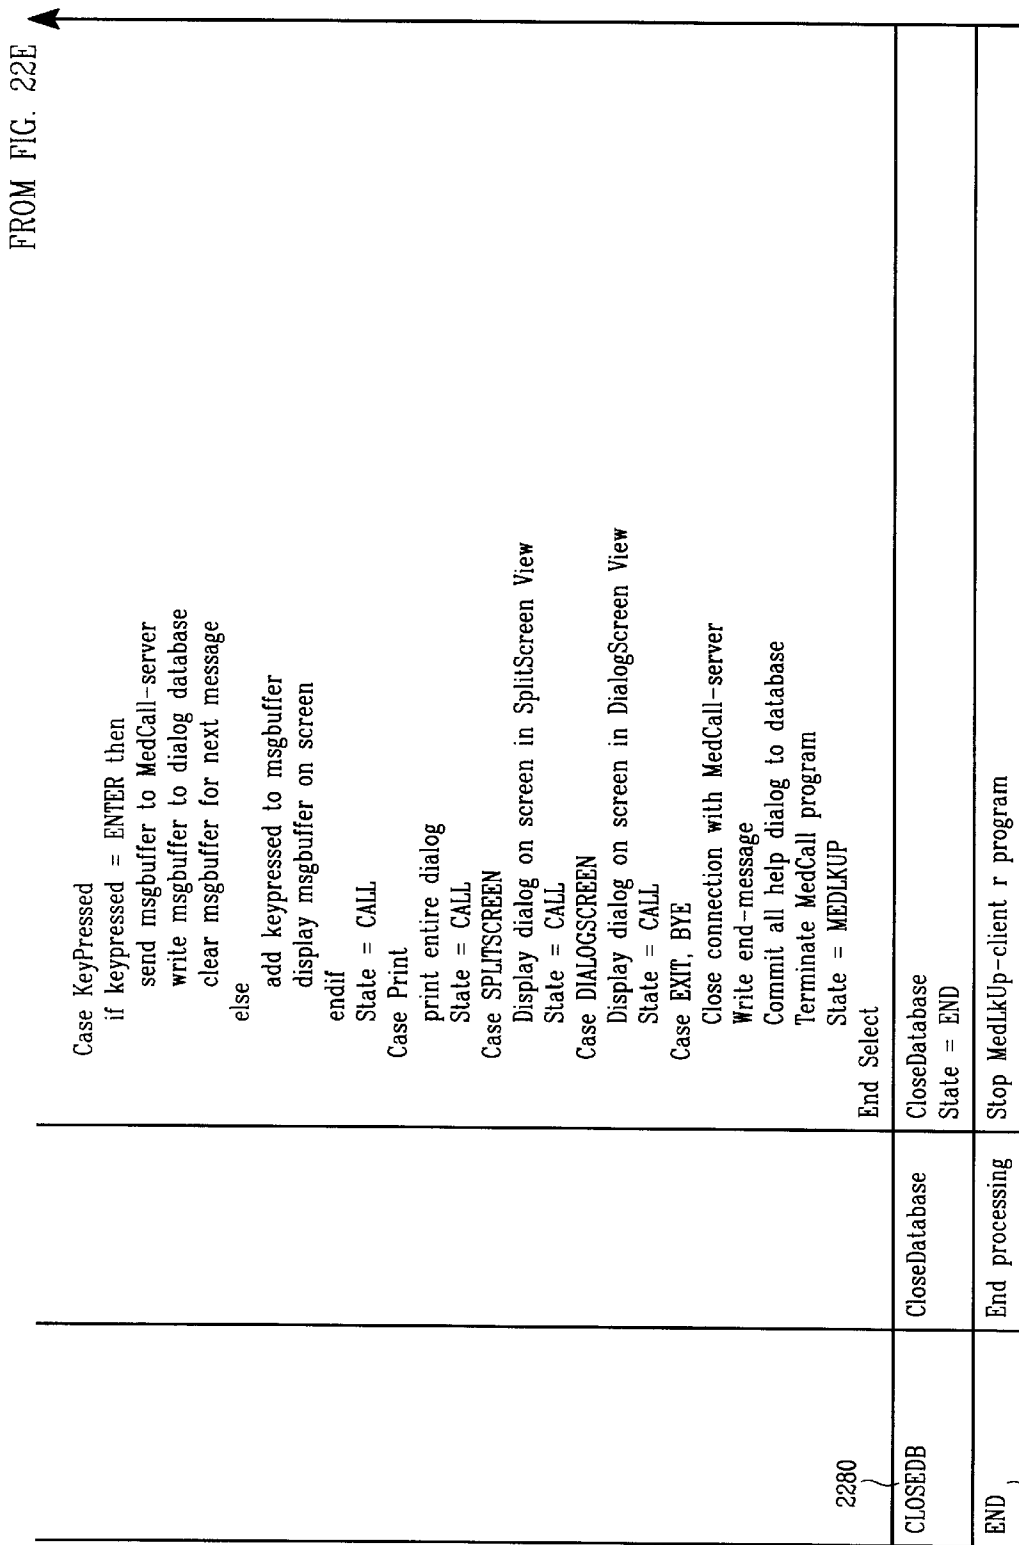 FROM FIG. 22E
Case KeyPressed
if keypressed = ENTER then
send msgbuffer to MedCall-server
write msgbuffer to dialog database
clear msgbuffer for next message
else
add keypressed to msgbuffer
display msgbuffer on screen
endif
State = CALL
Case Print
print entire dialog
State = CALL
Case SPLITSCREEN
Display dialog on screen in SplitScreen View
State = CALL
Case DIALOGSCREEN
Display dialog on screen in DialogScreen View
State = CALL
Case EXIT, BYE
Close connection with MedCall-server
Write end-message
Commit all help dialog to database
Terminate MedCall program
State = MEDLKUP
End Select
2280
CLOSEDB
CloseDatabase
CloseDatabase
State = END
END
End processing
Stop MedLkUp-client r program